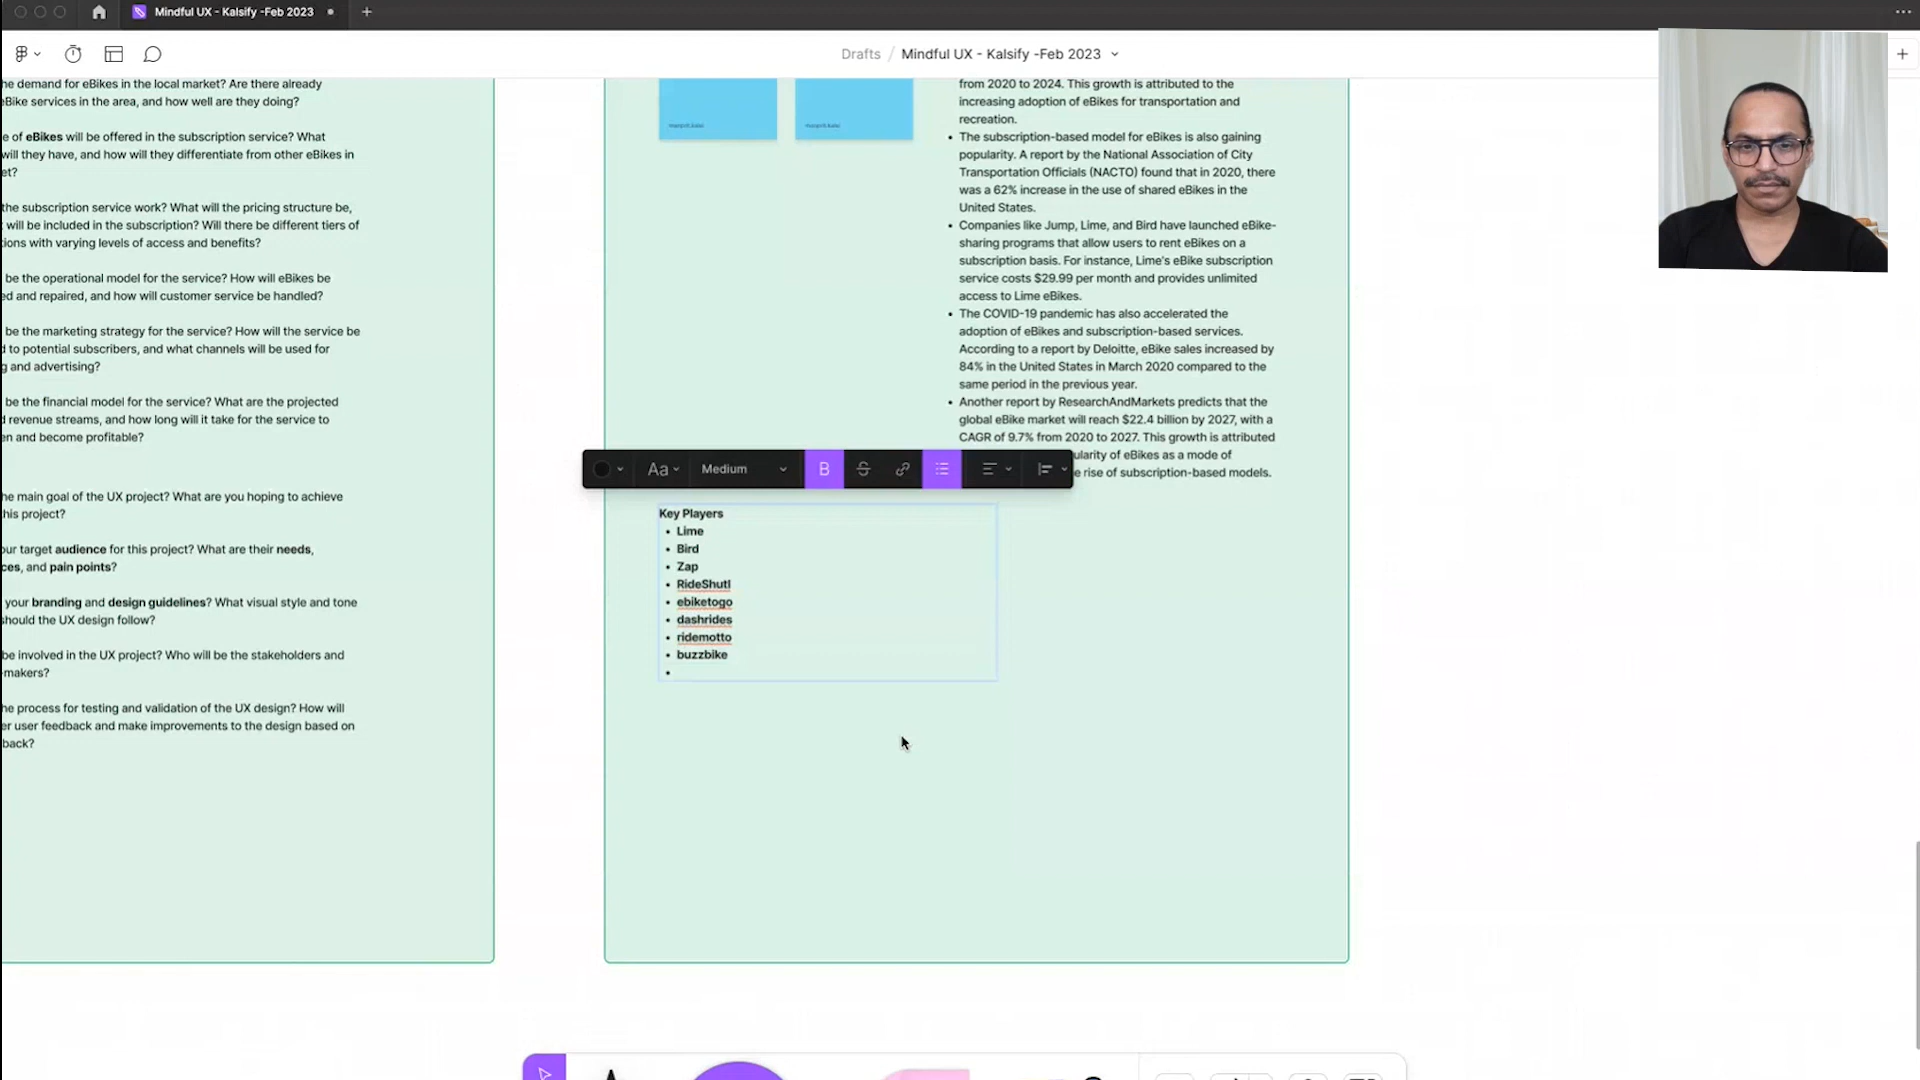 Mindful UX - Kalsify -Feb 2023
Drafts / Mindful UX - Kalsify -Feb 2023
he demand for eBikes in the local market? Are there already
eBike services in the area, and how well are they doing?
e of eBikes will be offered in the subscription service? What
will they have, and how will they differentiate from other eBikes in
et?
the subscription service work? What will the pricing structure be,
t will be included in the subscription? Will there be different tiers of
ions with varying levels of access and benefits?
be the operational model for the service? How will eBikes be
ed and repaired, and how will customer service be handled?
be the marketing strategy for the service? How will the service be
d to potential subscribers, and what channels will be used for
g and advertising?
be the financial model for the service? What are the projected
d revenue streams, and how long will it take for the service to
en and become profitable?
he main goal of the UX project? What are you hoping to achieve
his project?
our target audience for this project? What are their needs,
ces, and pain points?
your branding and design guidelines? What visual style and tone
should the UX design follow?
be involved in the UX project? Who will be the stakeholders and
-makers?
he process for testing and validation of the UX design? How will
er user feedback and make improvements to the design based on
back?
from 2020 to 2024. This growth is attributed to the
increasing adoption of eBikes for transportation and
recreation.
• The subscription-based model for eBikes is also gaining
popularity. A report by the National Association of City
Transportation Officials (NACTO) found that in 2020, there
was a 62% increase in the use of shared eBikes in the
United States.
• Companies like Jump, Lime, and Bird have launched eBike-
sharing programs that allow users to rent eBikes on a
subscription basis. For instance, Lime's eBike subscription
service costs $29.99 per month and provides unlimited
access to Lime eBikes.
• The COVID-19 pandemic has also accelerated the
adoption of eBikes and subscription-based services.
According to a report by Deloitte, eBike sales increased by
84% in the United States in March 2020 compared to the
same period in the previous year.
• Another report by ResearchAndMarkets predicts that the
global eBike market will reach $22.4 billion by 2027, with a
CAGR of 9.7% from 2020 to 2027. This growth is attributed
ularity of eBikes as a mode of
e rise of subscription-based models.
Aa Medium B S
Key Players
• Lime
• Bird
• Zap
• RideShutl
• ebiketogo
• dashrides
• ridemotto
• buzzbike
•